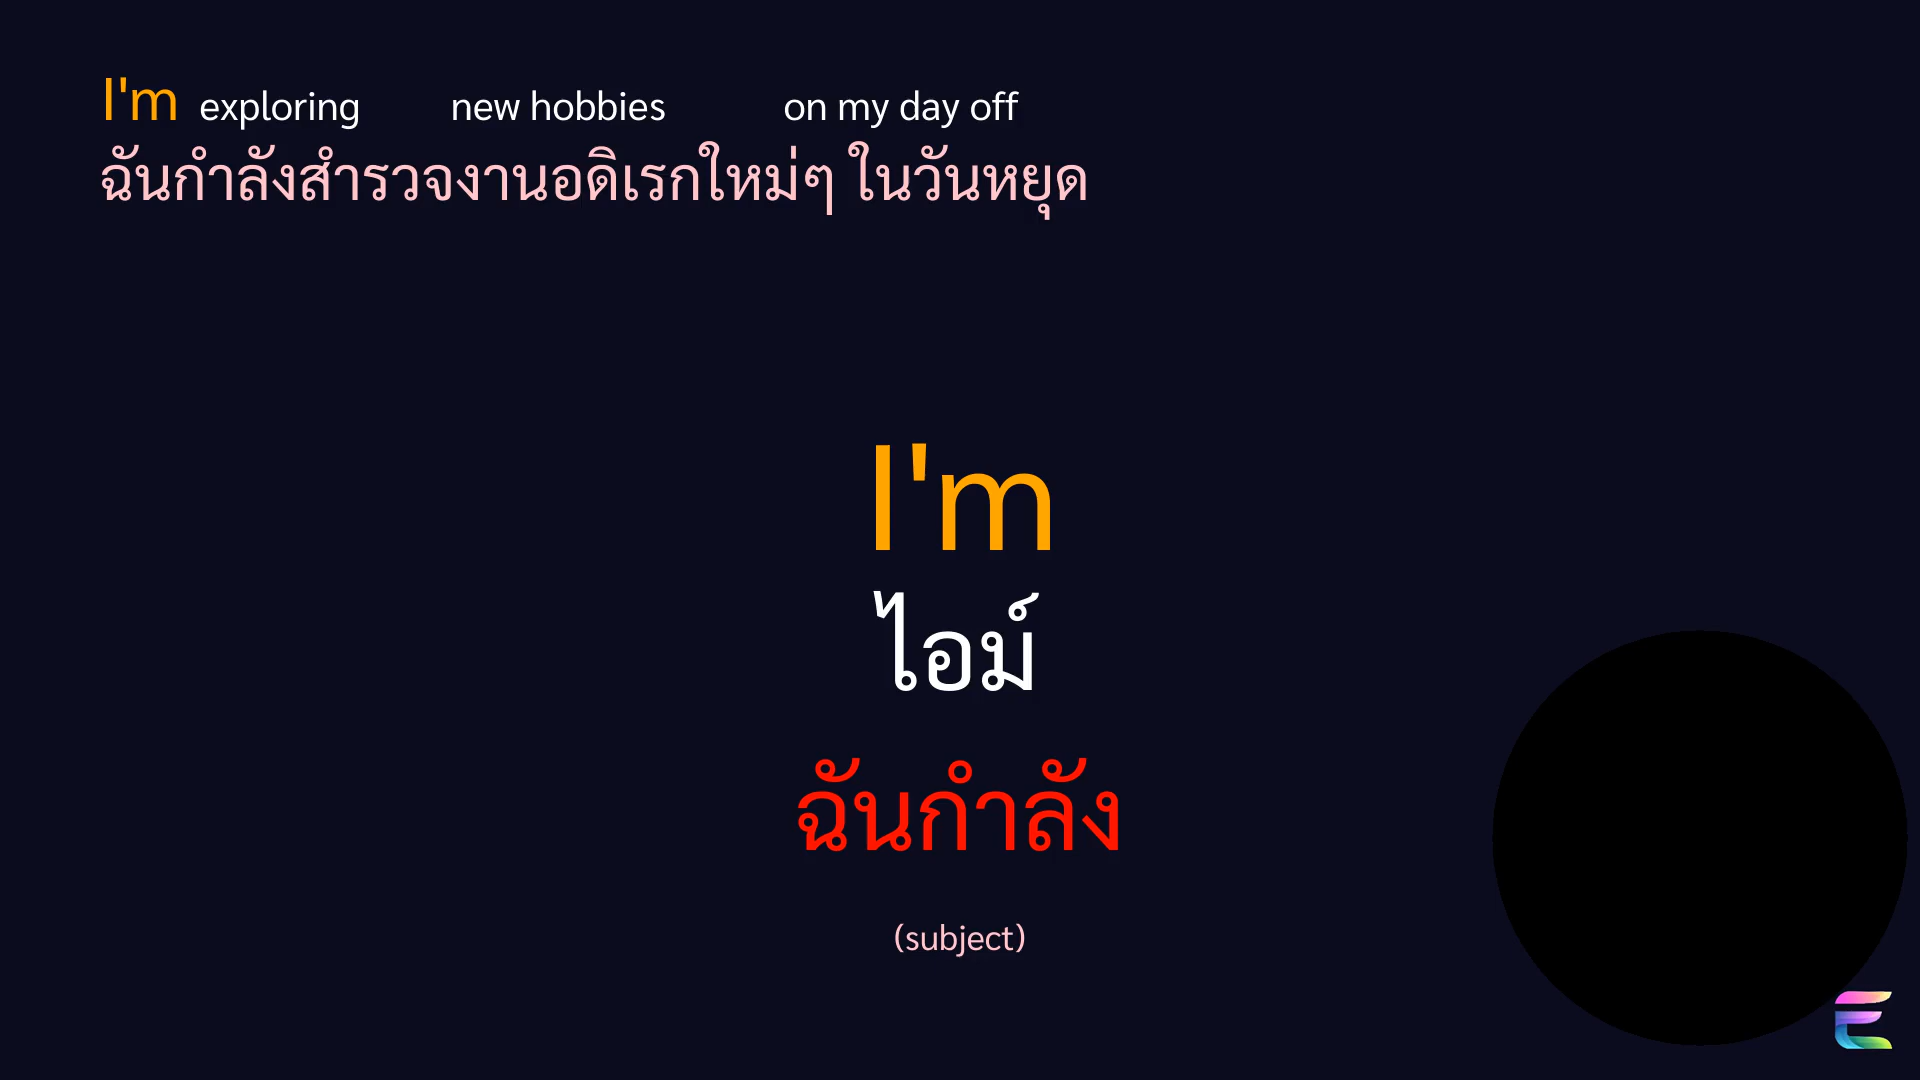 I'm exploring new hobbies on my day off
ฉันกำลังสำรวจงานอดิเรกใหม่ๆ ในวันหยุด
I'm
ไอม์
ฉันกำลัง
(subject)